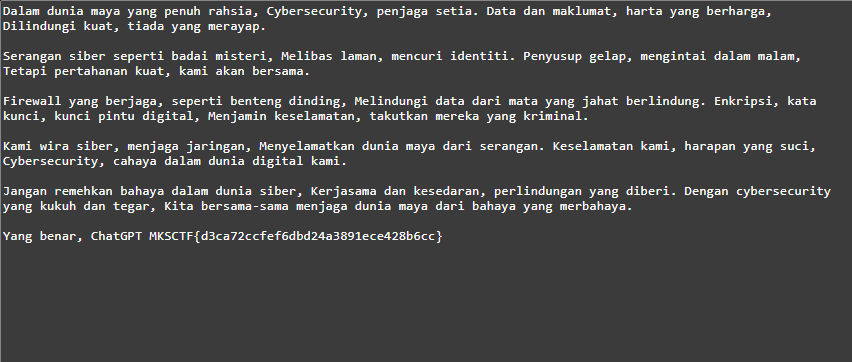 Dalam dunia maya yang penuh rahsia, Cybersecurity, penjaga setia. Data dan maklumat, harta yang berharga,
Dilindungi kuat, tiada yang merayap.
Serangan siber seperti badai misteri, Melibas laman, mencuri identiti. Penyusup gelap, mengintai dalam malam,
Tetapi pertahanan kuat, kami akan bersama.
Firewall yang berjaga, seperti benteng dinding, Melindungi data dari mata yang jahat berlindung. Enkripsi, kata
kunci, kunci pintu digital, Menjamin keselamatan, takutkan mereka yang kriminal.
Kami wira siber, menjaga jaringan, Menyelamatkan dunia maya dari serangan. Keselamatan kami, harapan yang suci,
Cybersecurity, cahaya dalam dunia digital kami.
Jangan remehkan bahaya dalam dunia siber, Kerjasama dan kesedaran, perlindungan yang diberi. Dengan cybersecurity
yang kukuh dan tegar, Kita bersama-sama menjaga dunia maya dari bahaya yang merbahaya.
Yang benar, ChatGPT MKSCTF{d3ca72ccfef6dbd24a3891ece428b6cc}